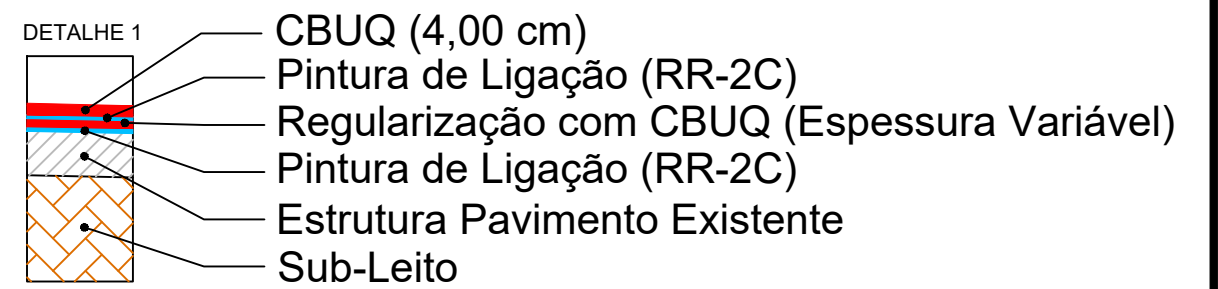 DETALHE 1
CBUQ (4,00 cm)
Pintura de Ligação (RR-2C)
Regularização com CBUQ (Espessura Variável)
Pintura de Ligação (RR-2C)
Estrutura Pavimento Existente
Sub-Leito